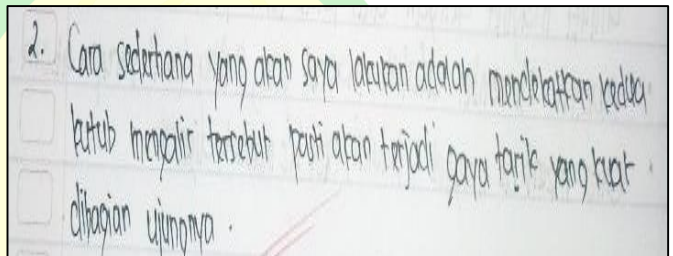 2. Cara sederhana yang akan saya lakukan adalah mendekatkan kedua
kutub mengalir tersebut pasti akan terjadi gaya tarik yang kuat.
dibagian ujungnya.